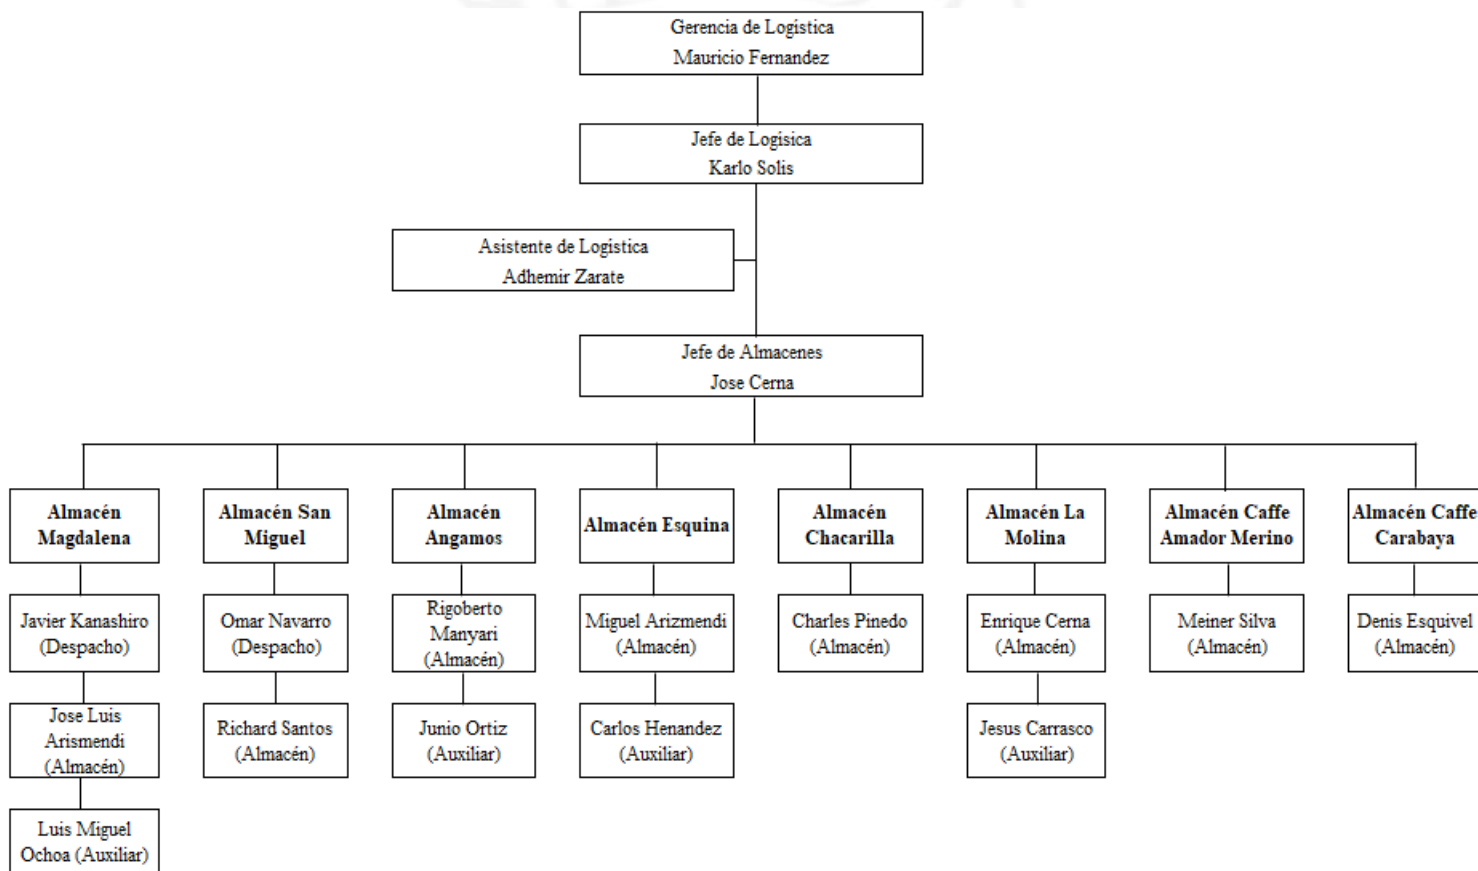 Gerencia de Logística
Mauricio Fernandez
Jefe de Logísica
Karlo Solis
Asistente de Logística
Adhemir Zarate
Jefe de Almacenes
Jose Cerna
Almacén
Magdalena
Almacén San
Miguel
Almacén
Angamos
Almacén Esquina
Almacén
Chacarilla
Almacén La
Molina
Almacén Caffe
Amador Merino
Almacén Caffe
Carabaya
Javier Kanashiro
(Despacho)
Omar Navarro
(Despacho)
Rigoberto
Manyari
(Almacén)
Miguel Arizmendi
(Almacén)
Charles Pinedo
(Almacén)
Enrique Cerna
(Almacén)
Meiner Silva
(Almacén)
Denis Esquivel
(Almacén)
Jose Luis
Arismendi
(Almacén)
Richard Santos
(Almacén)
Junio Ortiz
(Auxiliar)
Carlos Henandez
(Auxiliar)
Jesus Carrasco
(Auxiliar)
Luis Miguel
Ochoa (Auxiliar)